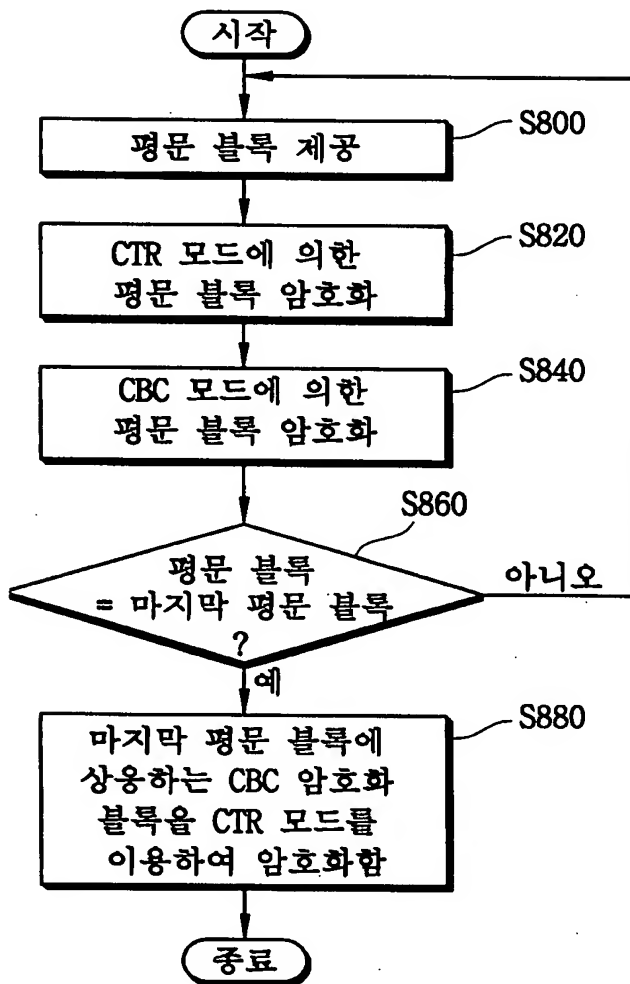 시작
평문 블록 제공
S800
CTR 모드에 의한
평문 블록 암호화
S820
CBC 모드에 의한
평문 블록 암호화
S840
S860
평문 블록
= 마지막 평문 블록
?
아니오
예
마지막 평문 블록에
상응하는 CBC 암호화
블록을 CTR 모드를
이용하여 암호화함
S880
종료